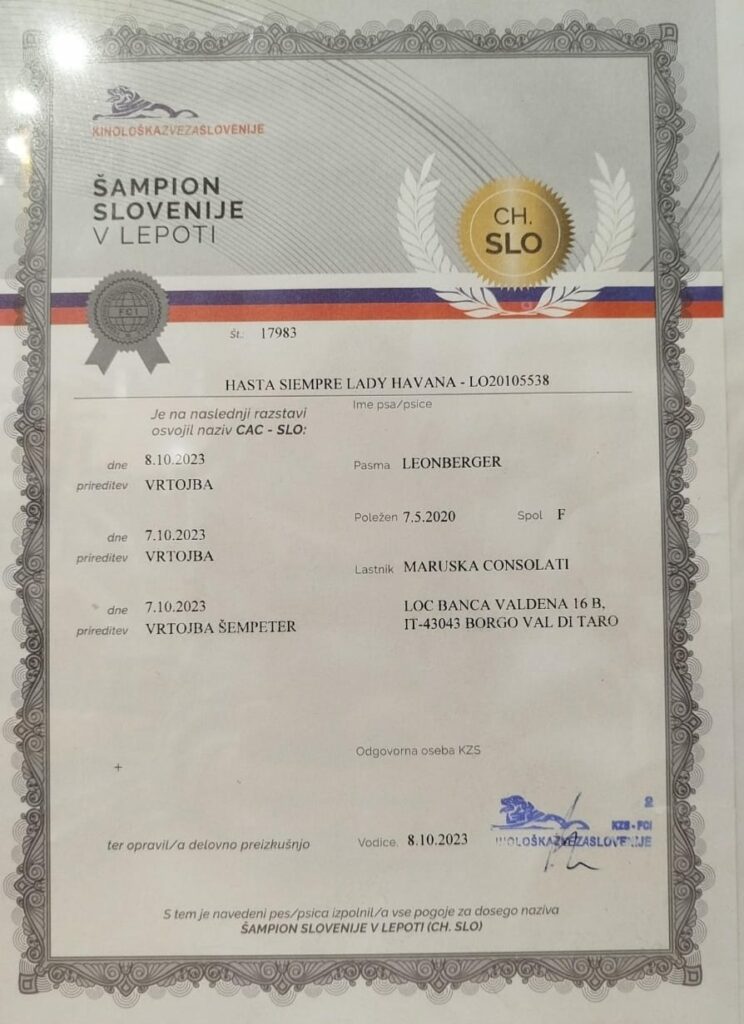 KINOLOŠKAZVEZASLOVENIJE
ŠAMPION
SLOVENIJE
V LEPOTI
CH.
SLO
FCI
Št.: 17983
HASTA SIEMPRE LADY HAVANA - LO20105538
Ime psa/psice
Je na naslednji razstavi
osvojil naziv CAC - SLO:
dne 8.10.2023
prireditev VRTOJBA
Pasma LEONBERGER
Poležen 7.5.2020 Spol F
dne 7.10.2023
prireditev VRTOJBA
Lastnik MARUSKA CONSOLATI
dne 7.10.2023
prireditev VRTOJBA ŠEMPETER
LOC BANCA VALDENA 16 B,
IT-43043 BORGO VAL DI TARO
Odgovorna oseba KZS
ter opravil/a delovno preizkušnjo
Vodice, 8.10.2023
KZS - FCI
S tem je navedeni pes/psica izpolnil/a vse pogoje za dosego naziva
ŠAMPION SLOVENIJE V LEPOTI (CH. SLO)